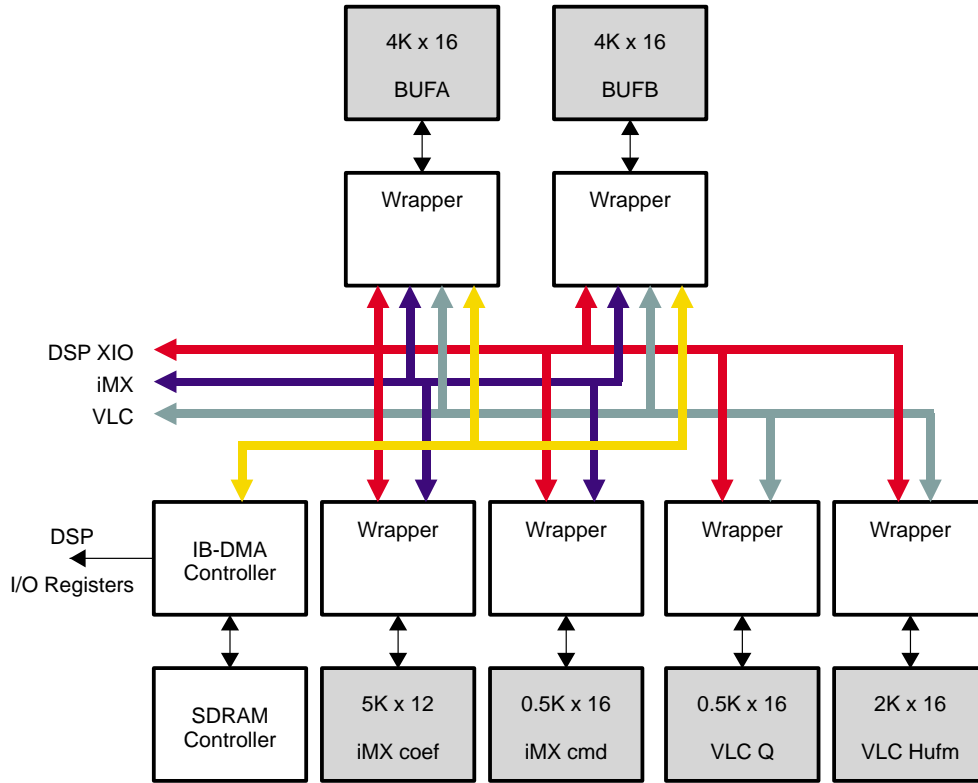 4K x 16
BUFA
4K x 16
BUFB
Wrapper
Wrapper
DSP XIO
iMX
VLC
DSP
I/O Registers
IB-DMA
Controller
Wrapper
Wrapper
Wrapper
Wrapper
SDRAM
Controller
5K x 12
iMX coef
0.5K x 16
iMX cmd
0.5K x 16
VLC Q
2K x 16
VLC Hufm